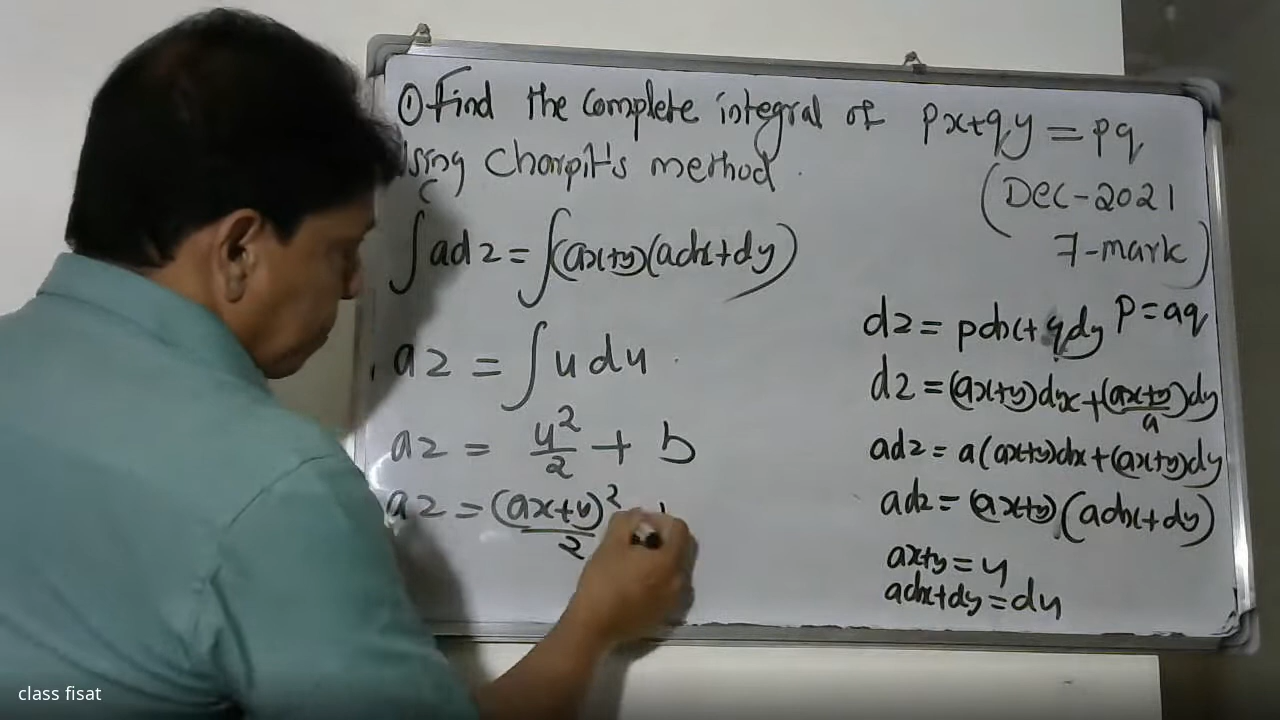 ① Find the Complete integral of px+qy=pq
Using Charpit's method.
(Dec-2021
7-mark)
∫adz=∫(ax+y)(adx+dy)
az = ∫u du.
az = u²/2 + b
az = (ax+y)²/2
dz = pdx+qdy p=aq
dz = (ax+y)dx+(ax+y)/a dy
adz = a(ax+y)dx+(ax+y)dy
adz = (ax+y)(adx+dy)
ax+y = u
adx+dy = du
class fisat